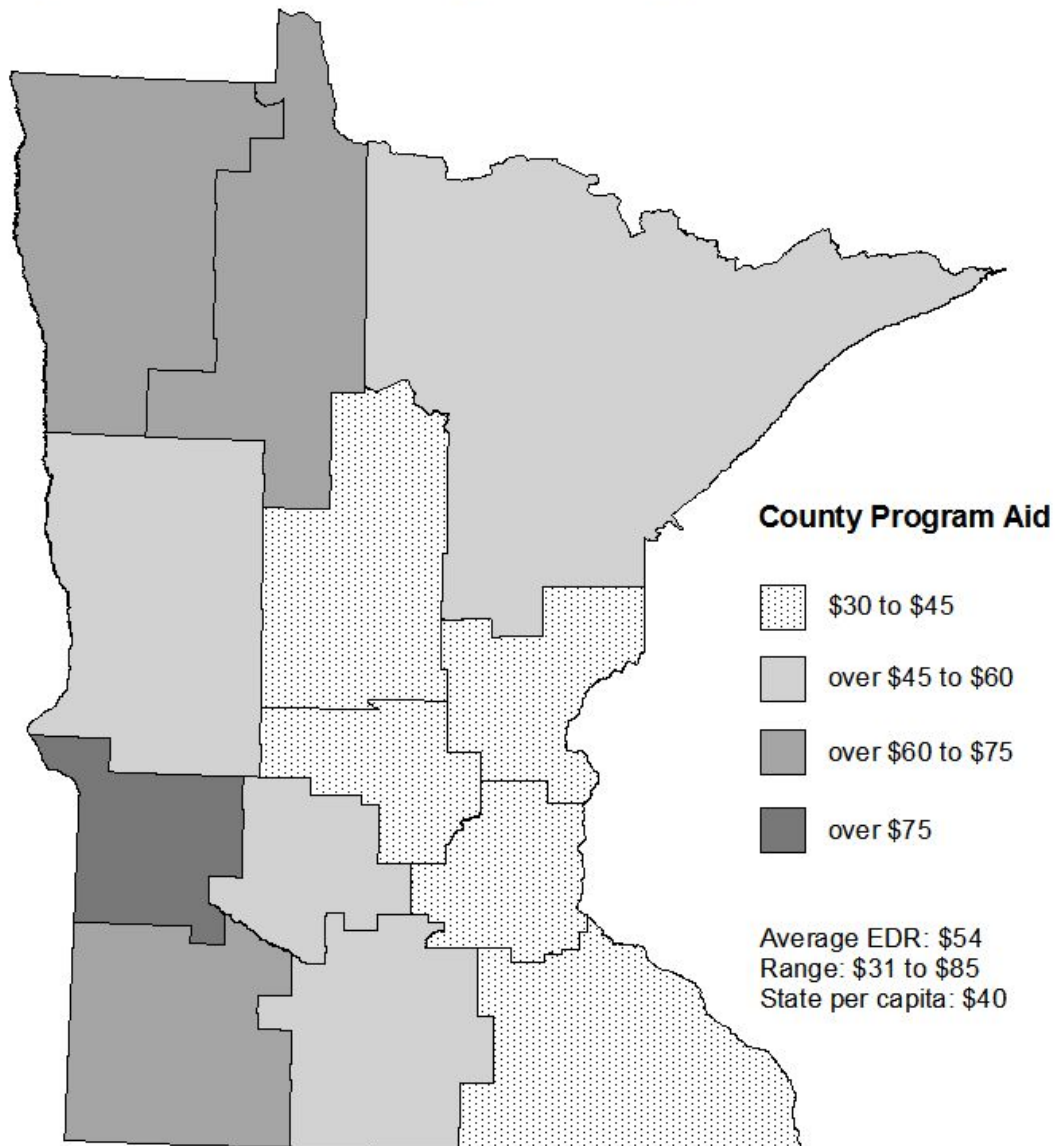 County Program Aid
$30 to $45
over $45 to $60
over $60 to $75
over $75
Average EDR: $54
Range: $31 to $85
State per capita: $40